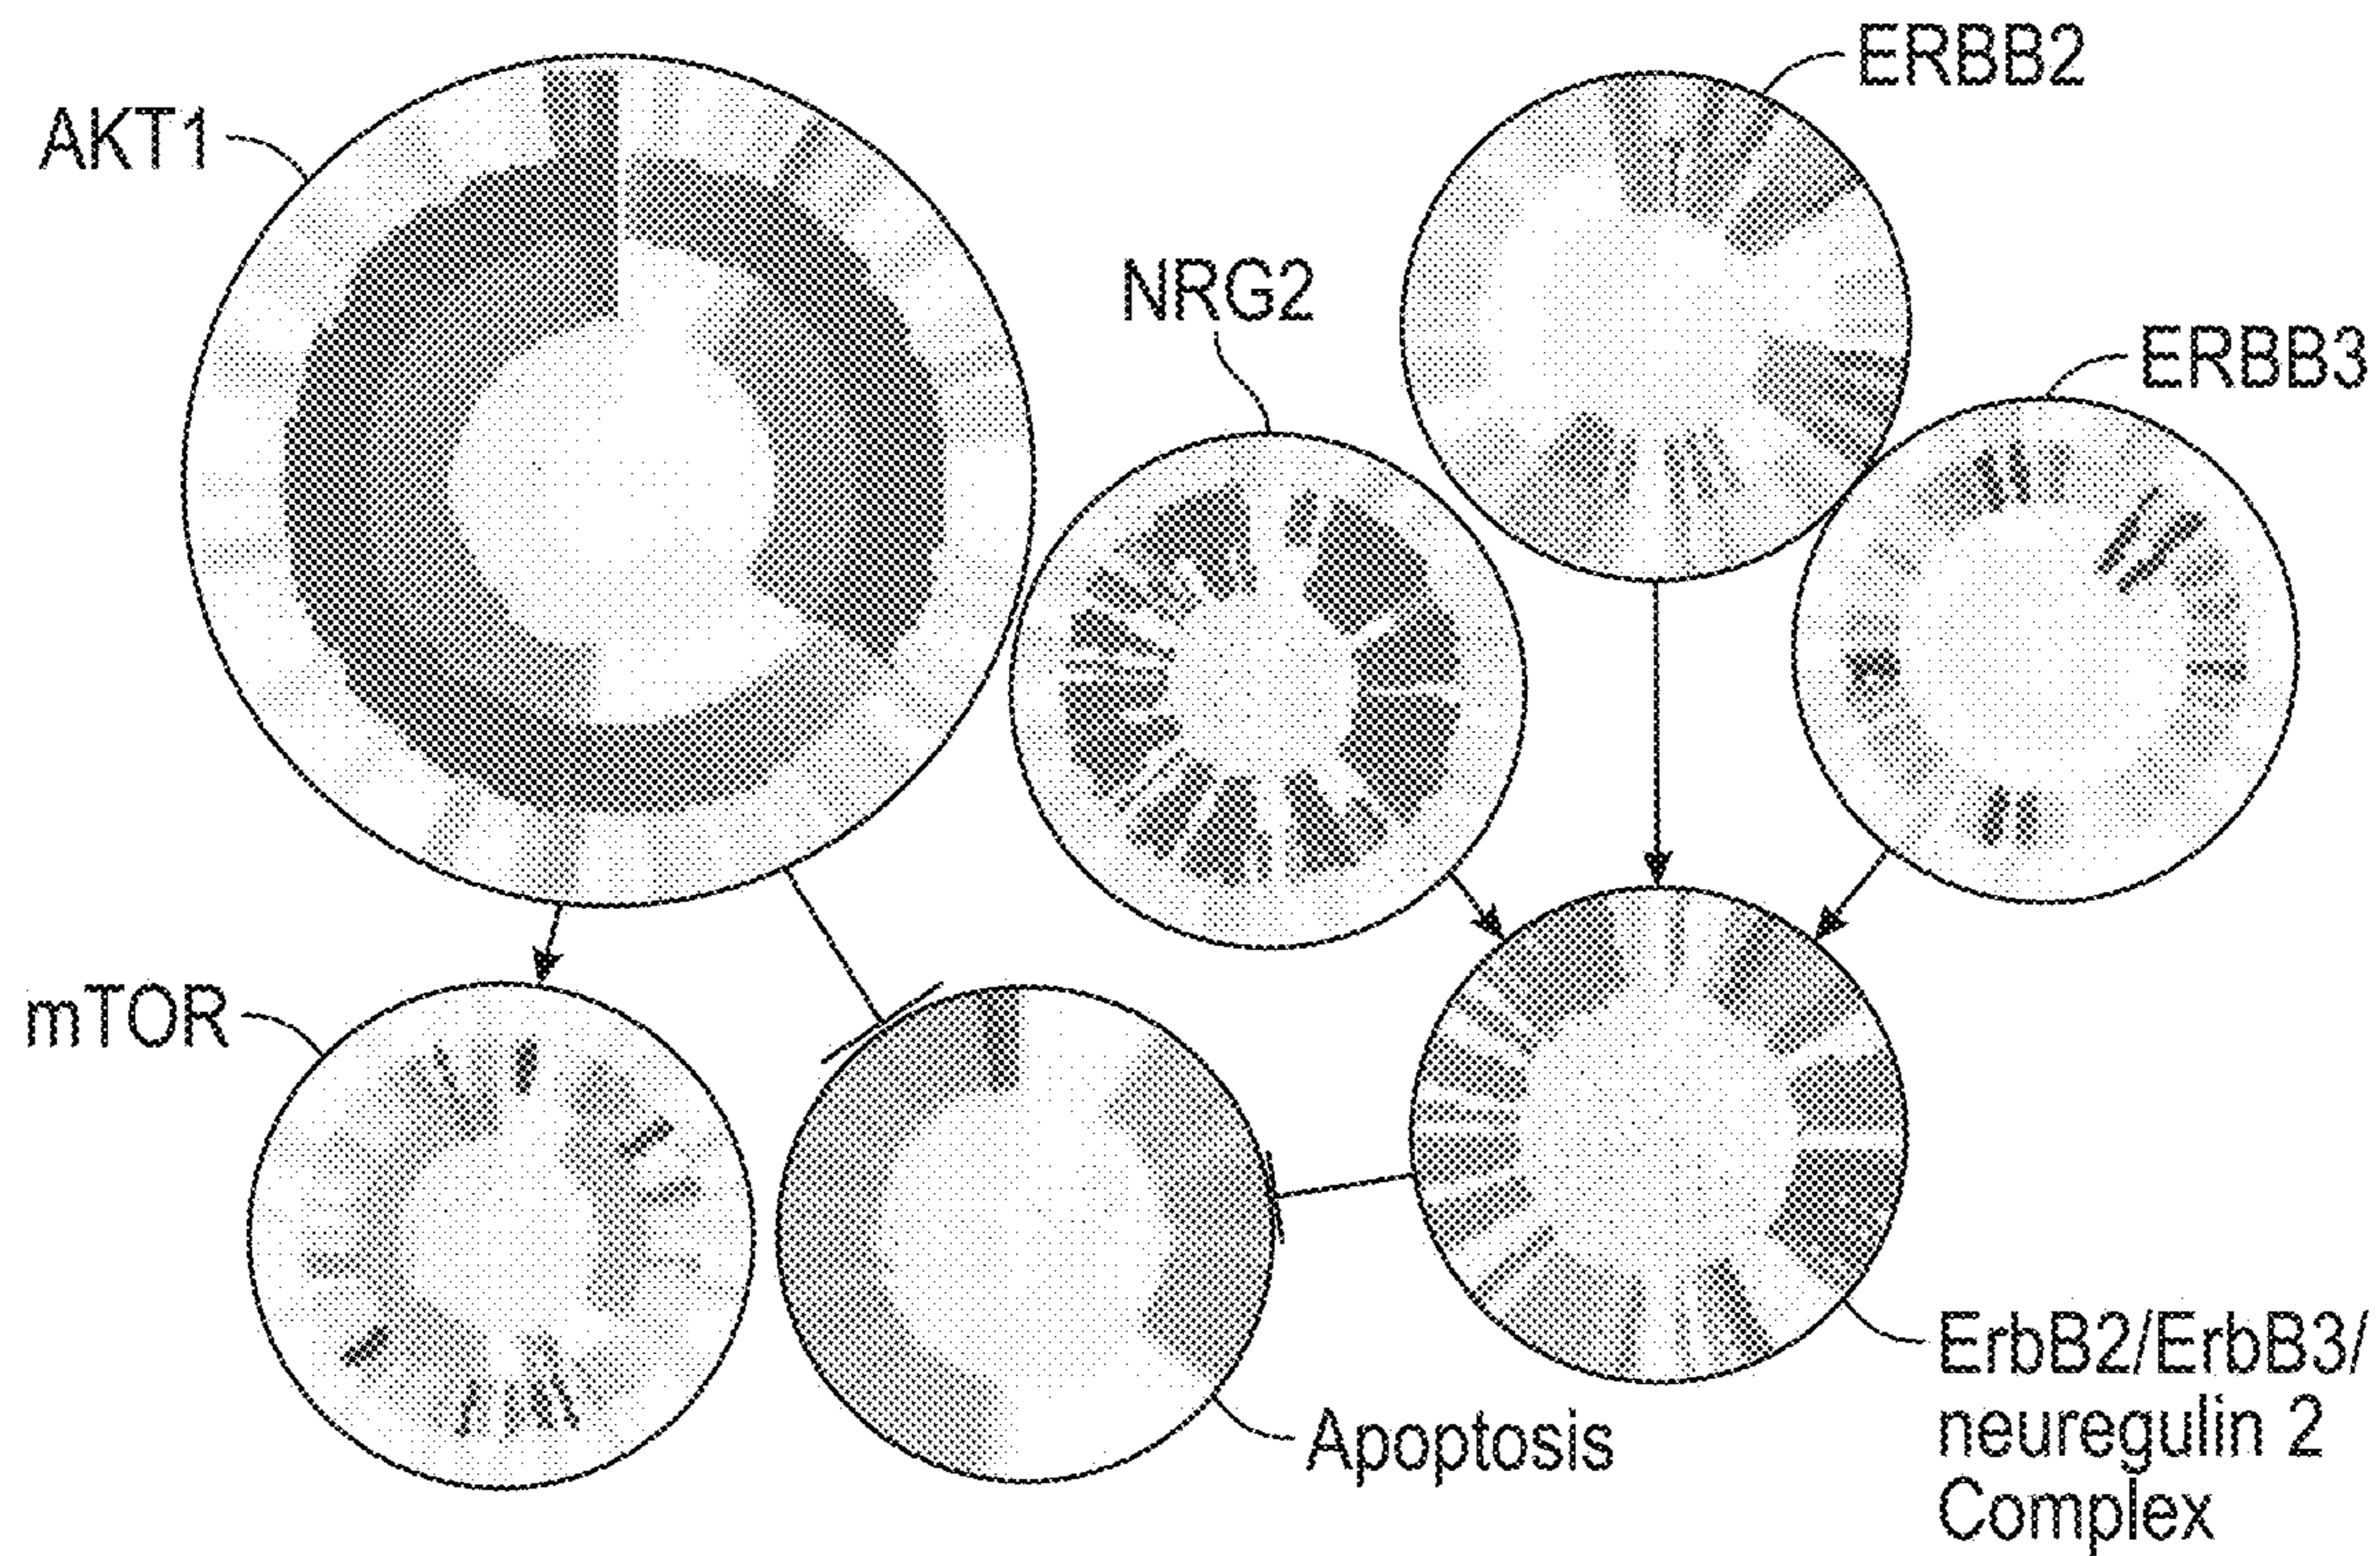 ERBB2
AKT1
NRG2
ERBB3
mTOR
ErbB2/ErbB3/
neuregulin 2
Complex
Apoptosis